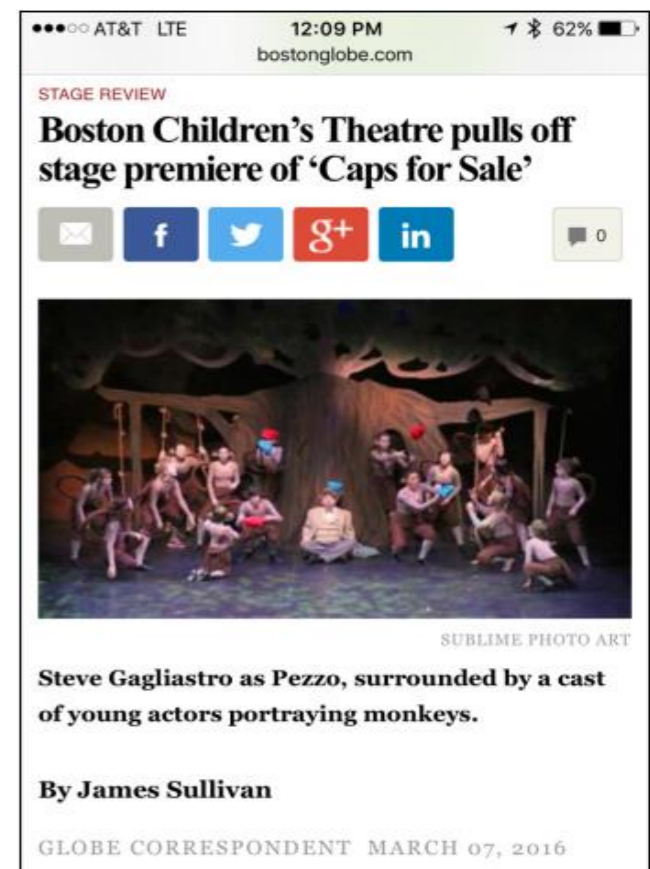 AT&T LTE 12:09 PM 62%
bostonglobe.com
STAGE REVIEW
Boston Children’s Theatre pulls off
stage premiere of ‘Caps for Sale’
f g+ in 0
SUBLIME PHOTO ART
Steve Gagliastro as Pezzo, surrounded by a cast
of young actors portraying monkeys.
By James Sullivan
GLOBE CORRESPONDENT MARCH 07, 2016